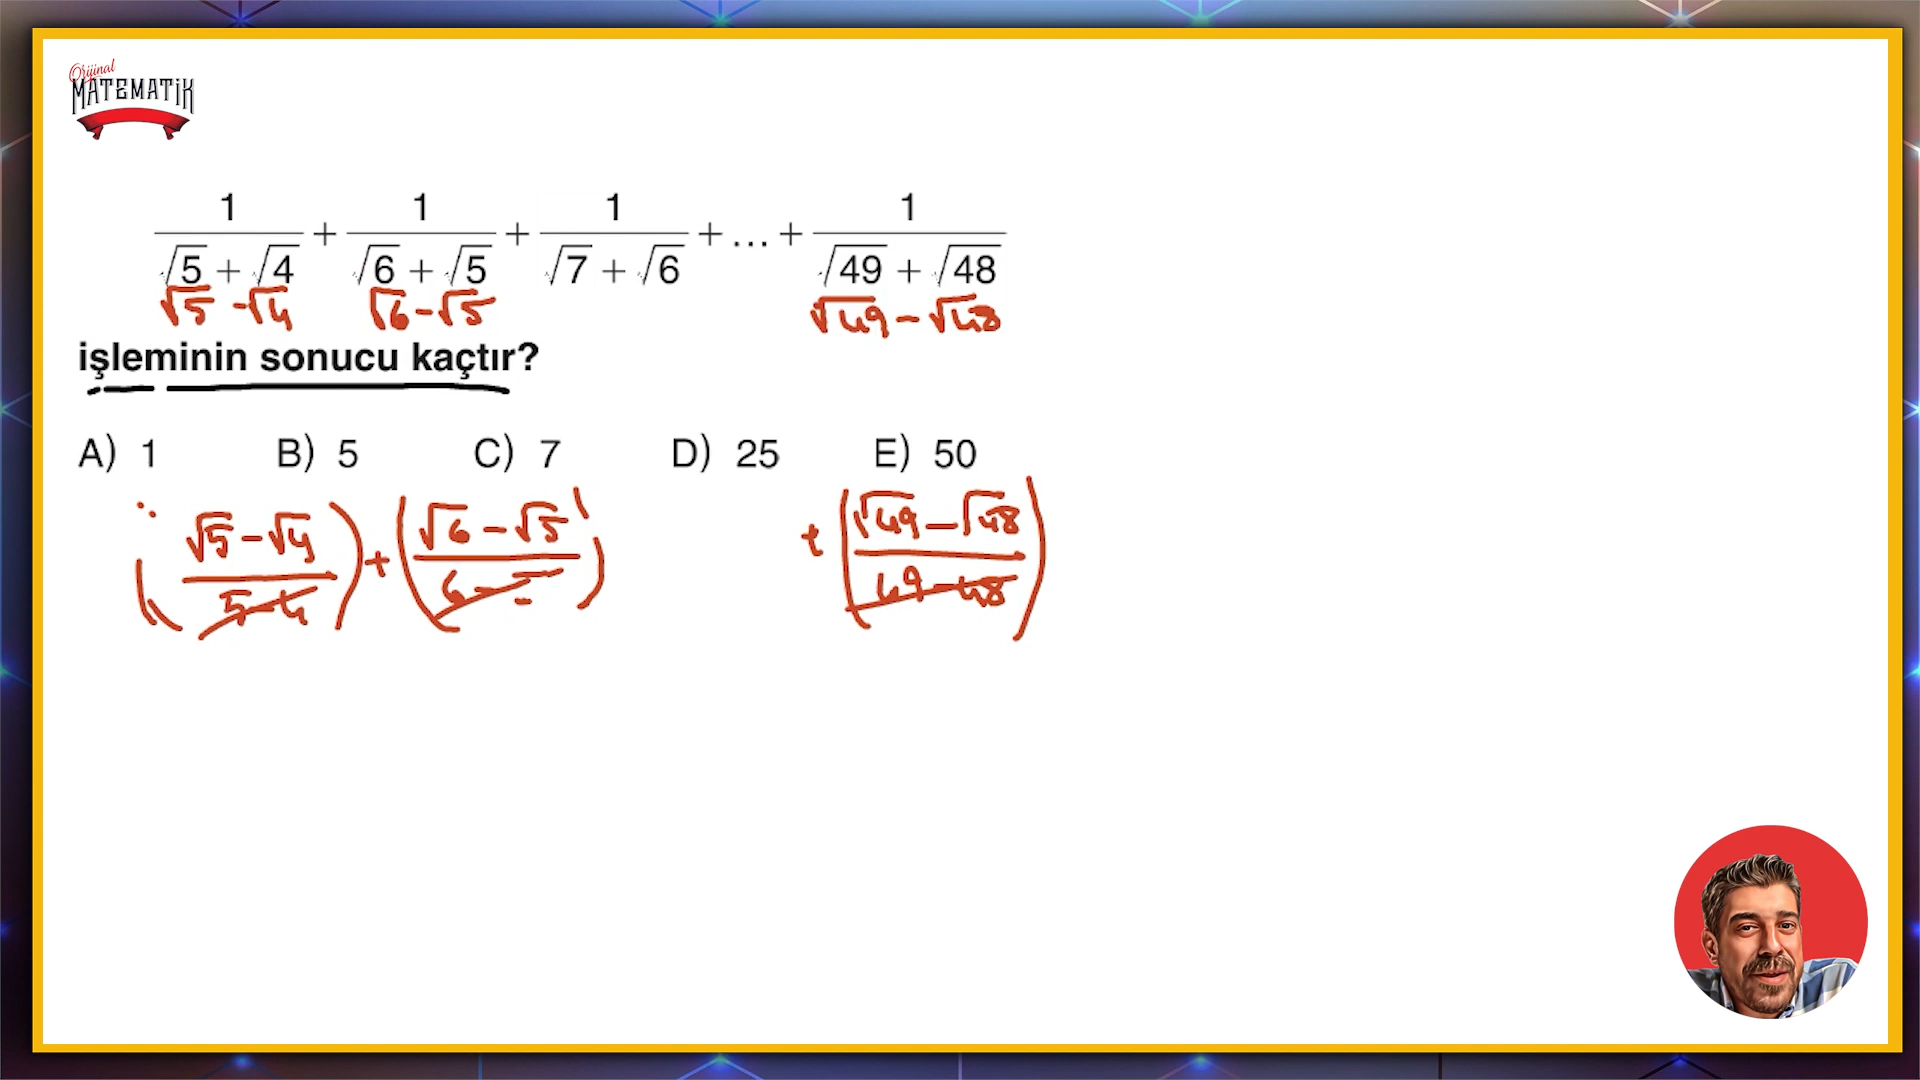 Orijinal
MATEMATİK
1/(√5 + √4) + 1/(√6 + √5) + 1/(√7 + √6) + ... + 1/(√49 + √48)
√5 - √4 √6 - √5 √49 - √48
işleminin sonucu kaçtır?
A) 1 B) 5 C) 7 D) 25 E) 50
((√5 - √4)/(5-4)) + ((√6 - √5)/(6-5)) + ((√49 - √48)/(49-48))